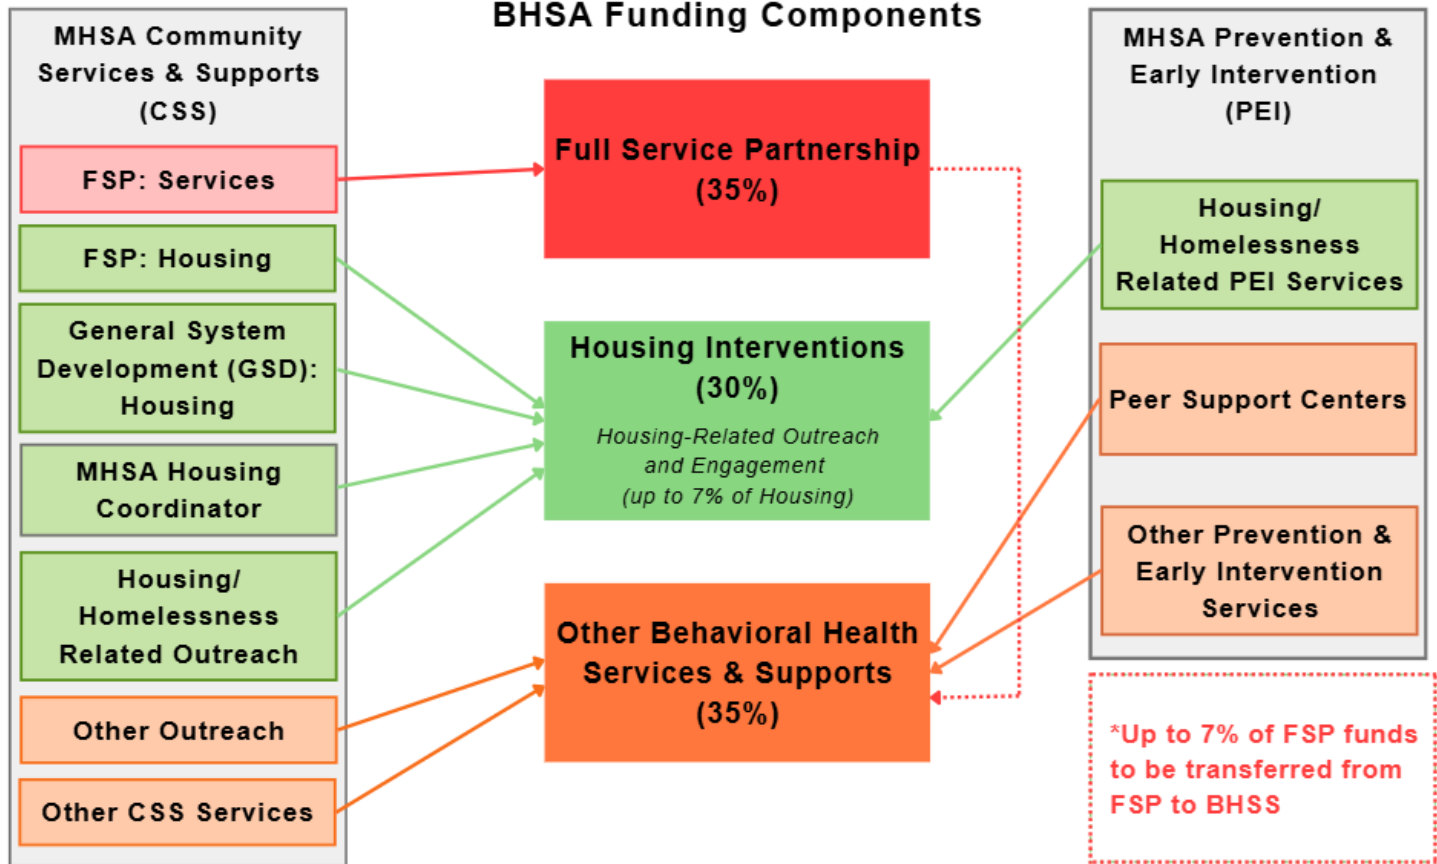 BHSA Funding Components
MHSA Community
Services & Supports
(CSS)
FSP: Services
FSP: Housing
General System
Development (GSD):
Housing
MHSA Housing
Coordinator
Housing/
Homelessness
Related Outreach
Other Outreach
Other CSS Services
Full Service Partnership
(35%)
Housing Interventions
(30%)
Housing-Related Outreach
and Engagement
(up to 7% of Housing)
Other Behavioral Health
Services & Supports
(35%)
MHSA Prevention &
Early Intervention
(PEI)
Housing/
Homelessness
Related PEI Services
Peer Support Centers
Other Prevention &
Early Intervention
Services
*Up to 7% of FSP funds
to be transferred from
FSP to BHSS